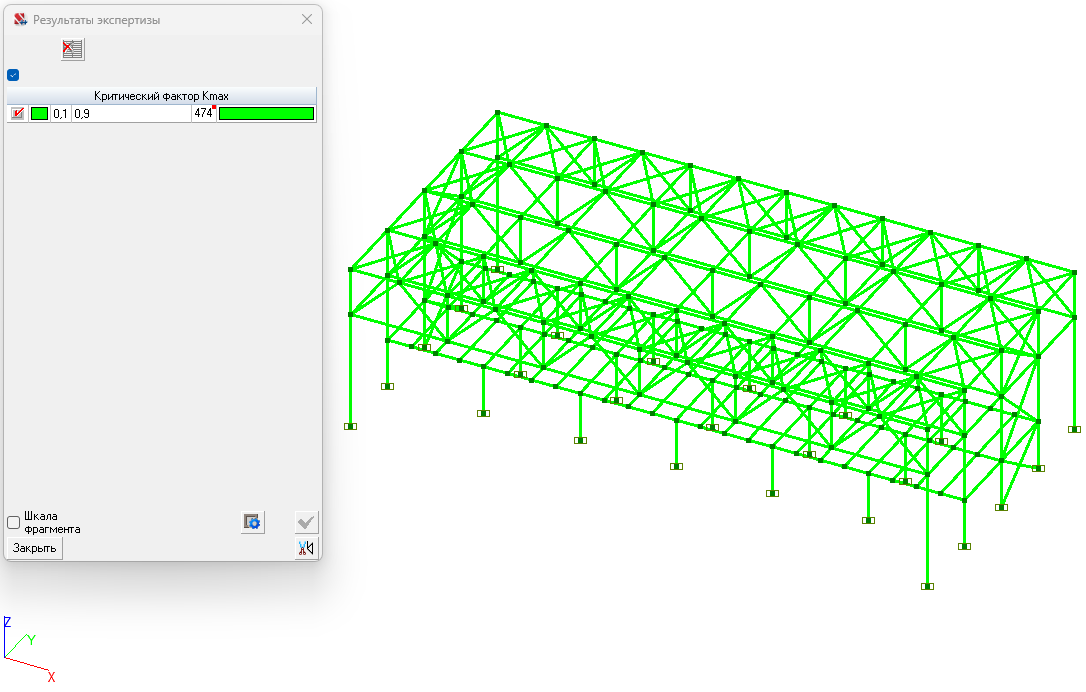 Результаты экспертизы
Критический фактор Kmax
0,1 0,9 474
Шкала
фрагмента
Закрыть
Z
Y
X